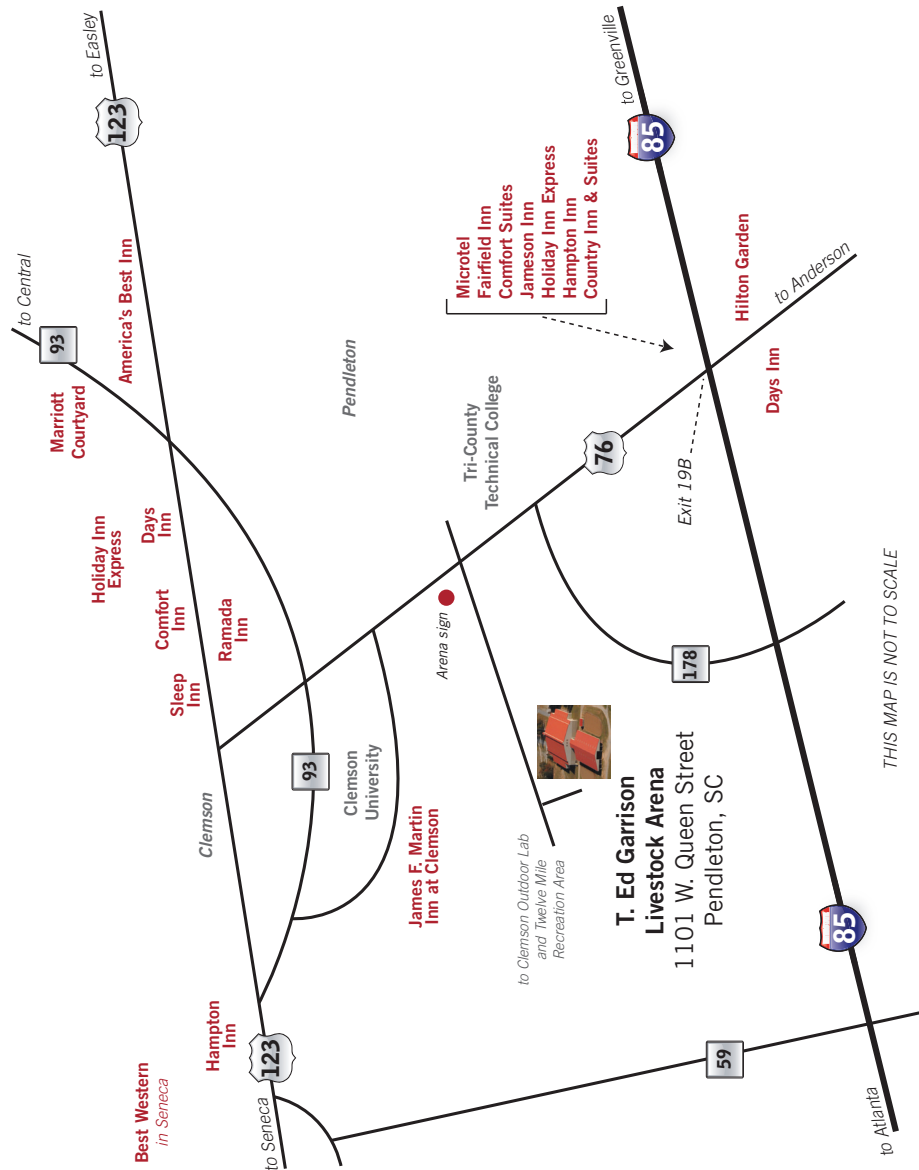 Best Western
in Seneca
Hampton
Inn
123
to Seneca
Clemson
Sleep
Inn
Comfort
Inn
Ramada
Inn
Holiday Inn
Express
Days
Inn
Marriott
Courtyard
93
to Central
America's Best Inn
123
to Easley
93
Clemson
University
James F. Martin
Inn at Clemson
Pendleton
Tri-County
Technical College
Arena sign
76
Microtel
Fairfield Inn
Comfort Suites
Jameson Inn
Holiday Inn Express
Hampton Inn
Country Inn & Suites
to Greenville
85
Hilton Garden
to Anderson
Days Inn
Exit 19B
178
to Clemson Outdoor Lab
and Twelve Mile
Recreation Area
T. Ed Garrison
Livestock Arena
1101 W. Queen Street
Pendleton, SC
59
85
to Atlanta
THIS MAP IS NOT TO SCALE